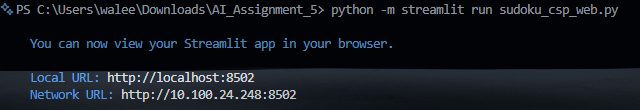 PS C:\Users\walee\Downloads\AI_Assignment_5> python -m streamlit run sudoku_csp_web.py
You can now view your Streamlit app in your browser.
Local URL: http://localhost:8502
Network URL: http://10.100.24.248:8502